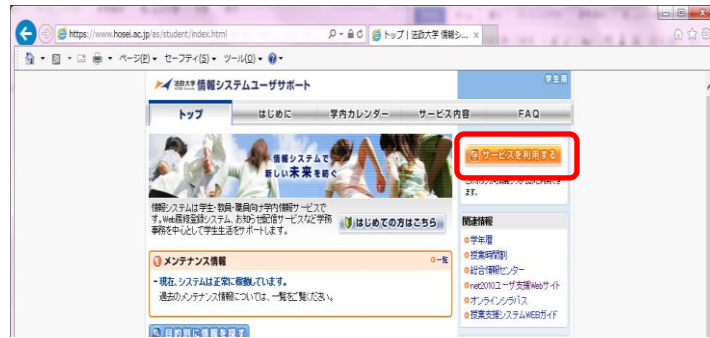 https://www.hosei.ac.jp/as/student/index.html
トップ | 法政大学 情報シ...
ページ(P) セーフティ(S) ツール(O)
法政大学 情報システムユーザサポート
学生用
トップ はじめに 学内カレンダー サービス内容 FAQ
情報システムで
新しい未来を紡ぐ
サービスを利用する
ます。
情報システムは学生・教員・職員向け学内情報サービスで
す。Web履修登録システム、お知らせ配信サービスなど学務
事務を中心として学生生活をサポートします。
はじめての方はこちら
メンテナンス情報
一覧
現在、システムは正常に稼働しています。
過去のメンテナンス情報については、一覧をご覧ください。
目的別に情報を探す
関連情報
学年暦
授業時間割
総合情報センター
net2010ユーザ支援Webサイト
オンラインシラバス
授業支援システムWEBガイド